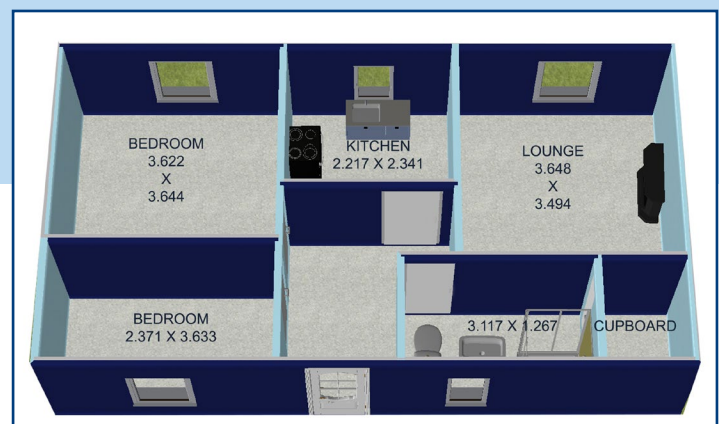 BEDROOM
3.622
X
3.644
KITCHEN
2.217 X 2.341
LOUNGE
3.648
X
3.494
BEDROOM
2.371 X 3.633
3.117 X 1.267
CUPBOARD